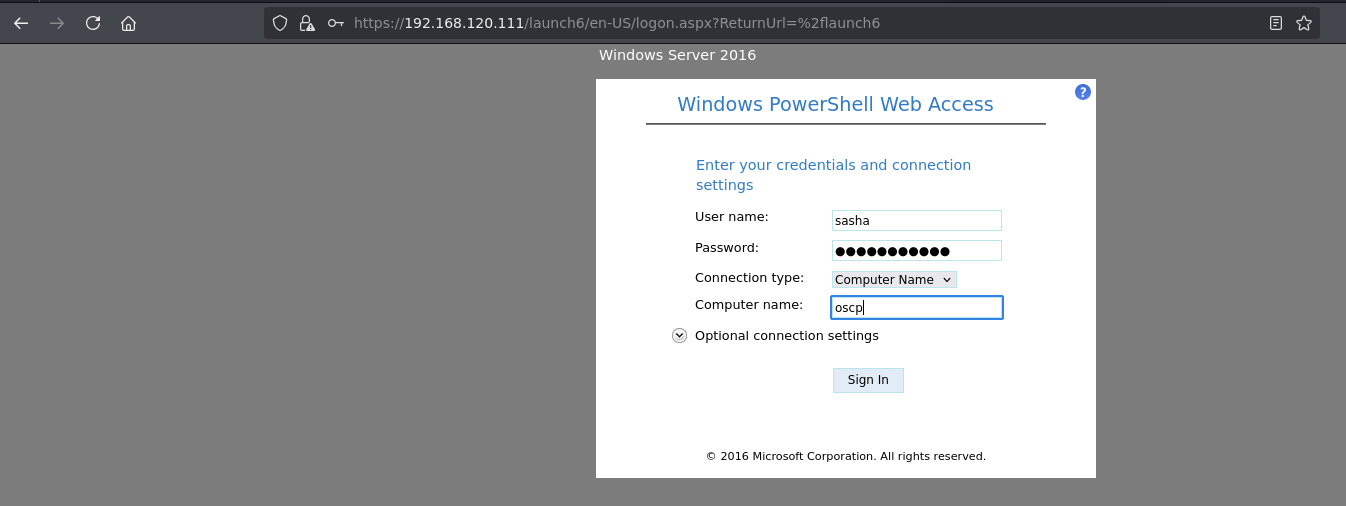 https://192.168.120.111/launch6/en-US/logon.aspx?ReturnUrl=%2flaunch6
Windows Server 2016
?
Windows PowerShell Web Access
Enter your credentials and connection
settings
User name: sasha
Password: ●●●●●●●●●●●
Connection type: Computer Name
Computer name: oscp
Optional connection settings
Sign In
© 2016 Microsoft Corporation. All rights reserved.